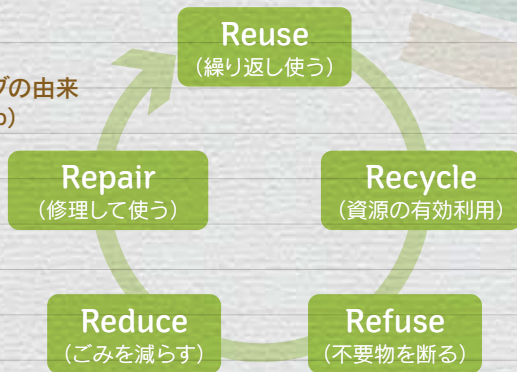 Reuse
(繰り返し使う)
グの由来
)
Repair
(修理して使う)
Recycle
(資源の有効利用)
Reduce
(ごみを減らす)
Refuse
(不要物を断る)